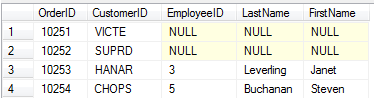 OrderID CustomerID EmployeeID LastName FirstName
1 10251 VICTE NULL NULL NULL
2 10252 SUPRD NULL NULL NULL
3 10253 HANAR 3 Leverling Janet
4 10254 CHOPS 5 Buchanan Steven